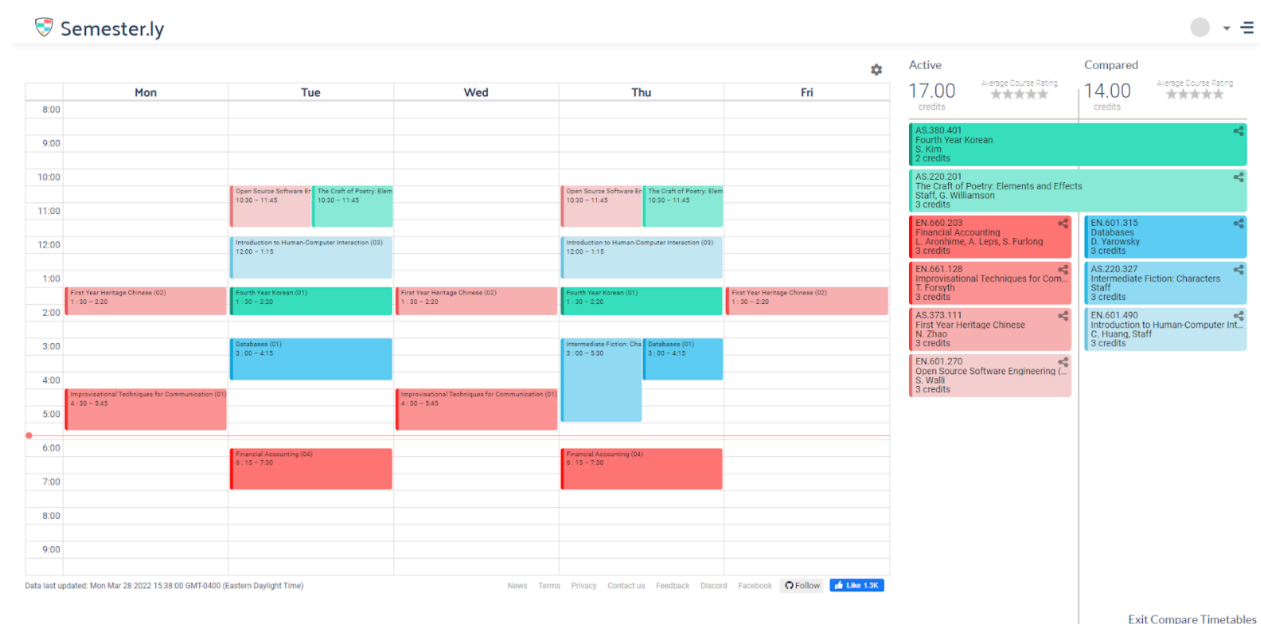 Semester.ly
Mon Tue Wed Thu Fri
8:00
9:00
10:00
Open Source Software Er
10:30 – 11:45
The Craft of Poetry: Elem
10:30 – 11:45
Open Source Software Er
10:30 – 11:45
The Craft of Poetry: Elem
10:30 – 11:45
11:00
12:00
Introduction to Human-Computer Interaction (03)
12:00 – 1:15
Introduction to Human-Computer Interaction (03)
12:00 – 1:15
1:00
First Year Heritage Chinese (02)
1 : 30 – 2:20
Fourth Year Korean (01)
1 : 30 – 2:20
First Year Heritage Chinese (02)
1 : 30 – 2:20
Fourth Year Korean (01)
1 : 30 – 2:20
First Year Heritage Chinese (02)
1 : 30 – 2:20
2:00
3:00
Databases (01)
3 : 00 – 4:15
Intermediate Fiction: Cha
3 : 00 – 5:30
Databases (01)
3 : 00 – 4:15
4:00
Improvisational Techniques for Communication (01)
4 : 30 – 5:45
Improvisational Techniques for Communication (01)
4 : 30 – 5:45
5:00
6:00
Financial Accounting (04)
6 : 15 – 7:30
Financial Accounting (04)
6 : 15 – 7:30
7:00
8:00
9:00
Data last updated: Mon Mar 28 2022 15:38:00 GMT-0400 (Eastern Daylight Time)
News Terms Privacy Contact us Feedback Discord Facebook Follow Like 1.3K
Active
17.00
credits
Average Course Rating
Compared
14.00
credits
Average Course Rating
AS.380.401
Fourth Year Korean
S. Kim
2 credits
AS.220.201
The Craft of Poetry: Elements and Effects
Staff, G. Williamson
3 credits
EN.660.203
Financial Accounting
L. Aronhime, A. Leps, S. Furlong
3 credits
EN.601.315
Databases
D. Yarowsky
3 credits
EN.661.128
Improvisational Techniques for Com...
T. Forsyth
3 credits
AS.220.327
Intermediate Fiction: Characters
Staff
3 credits
AS.373.111
First Year Heritage Chinese
N. Zhao
3 credits
EN.601.490
Introduction to Human-Computer Int...
C. Huang, Staff
3 credits
EN.601.270
Open Source Software Engineering (...
S. Walli
3 credits
Exit Compare Timetables